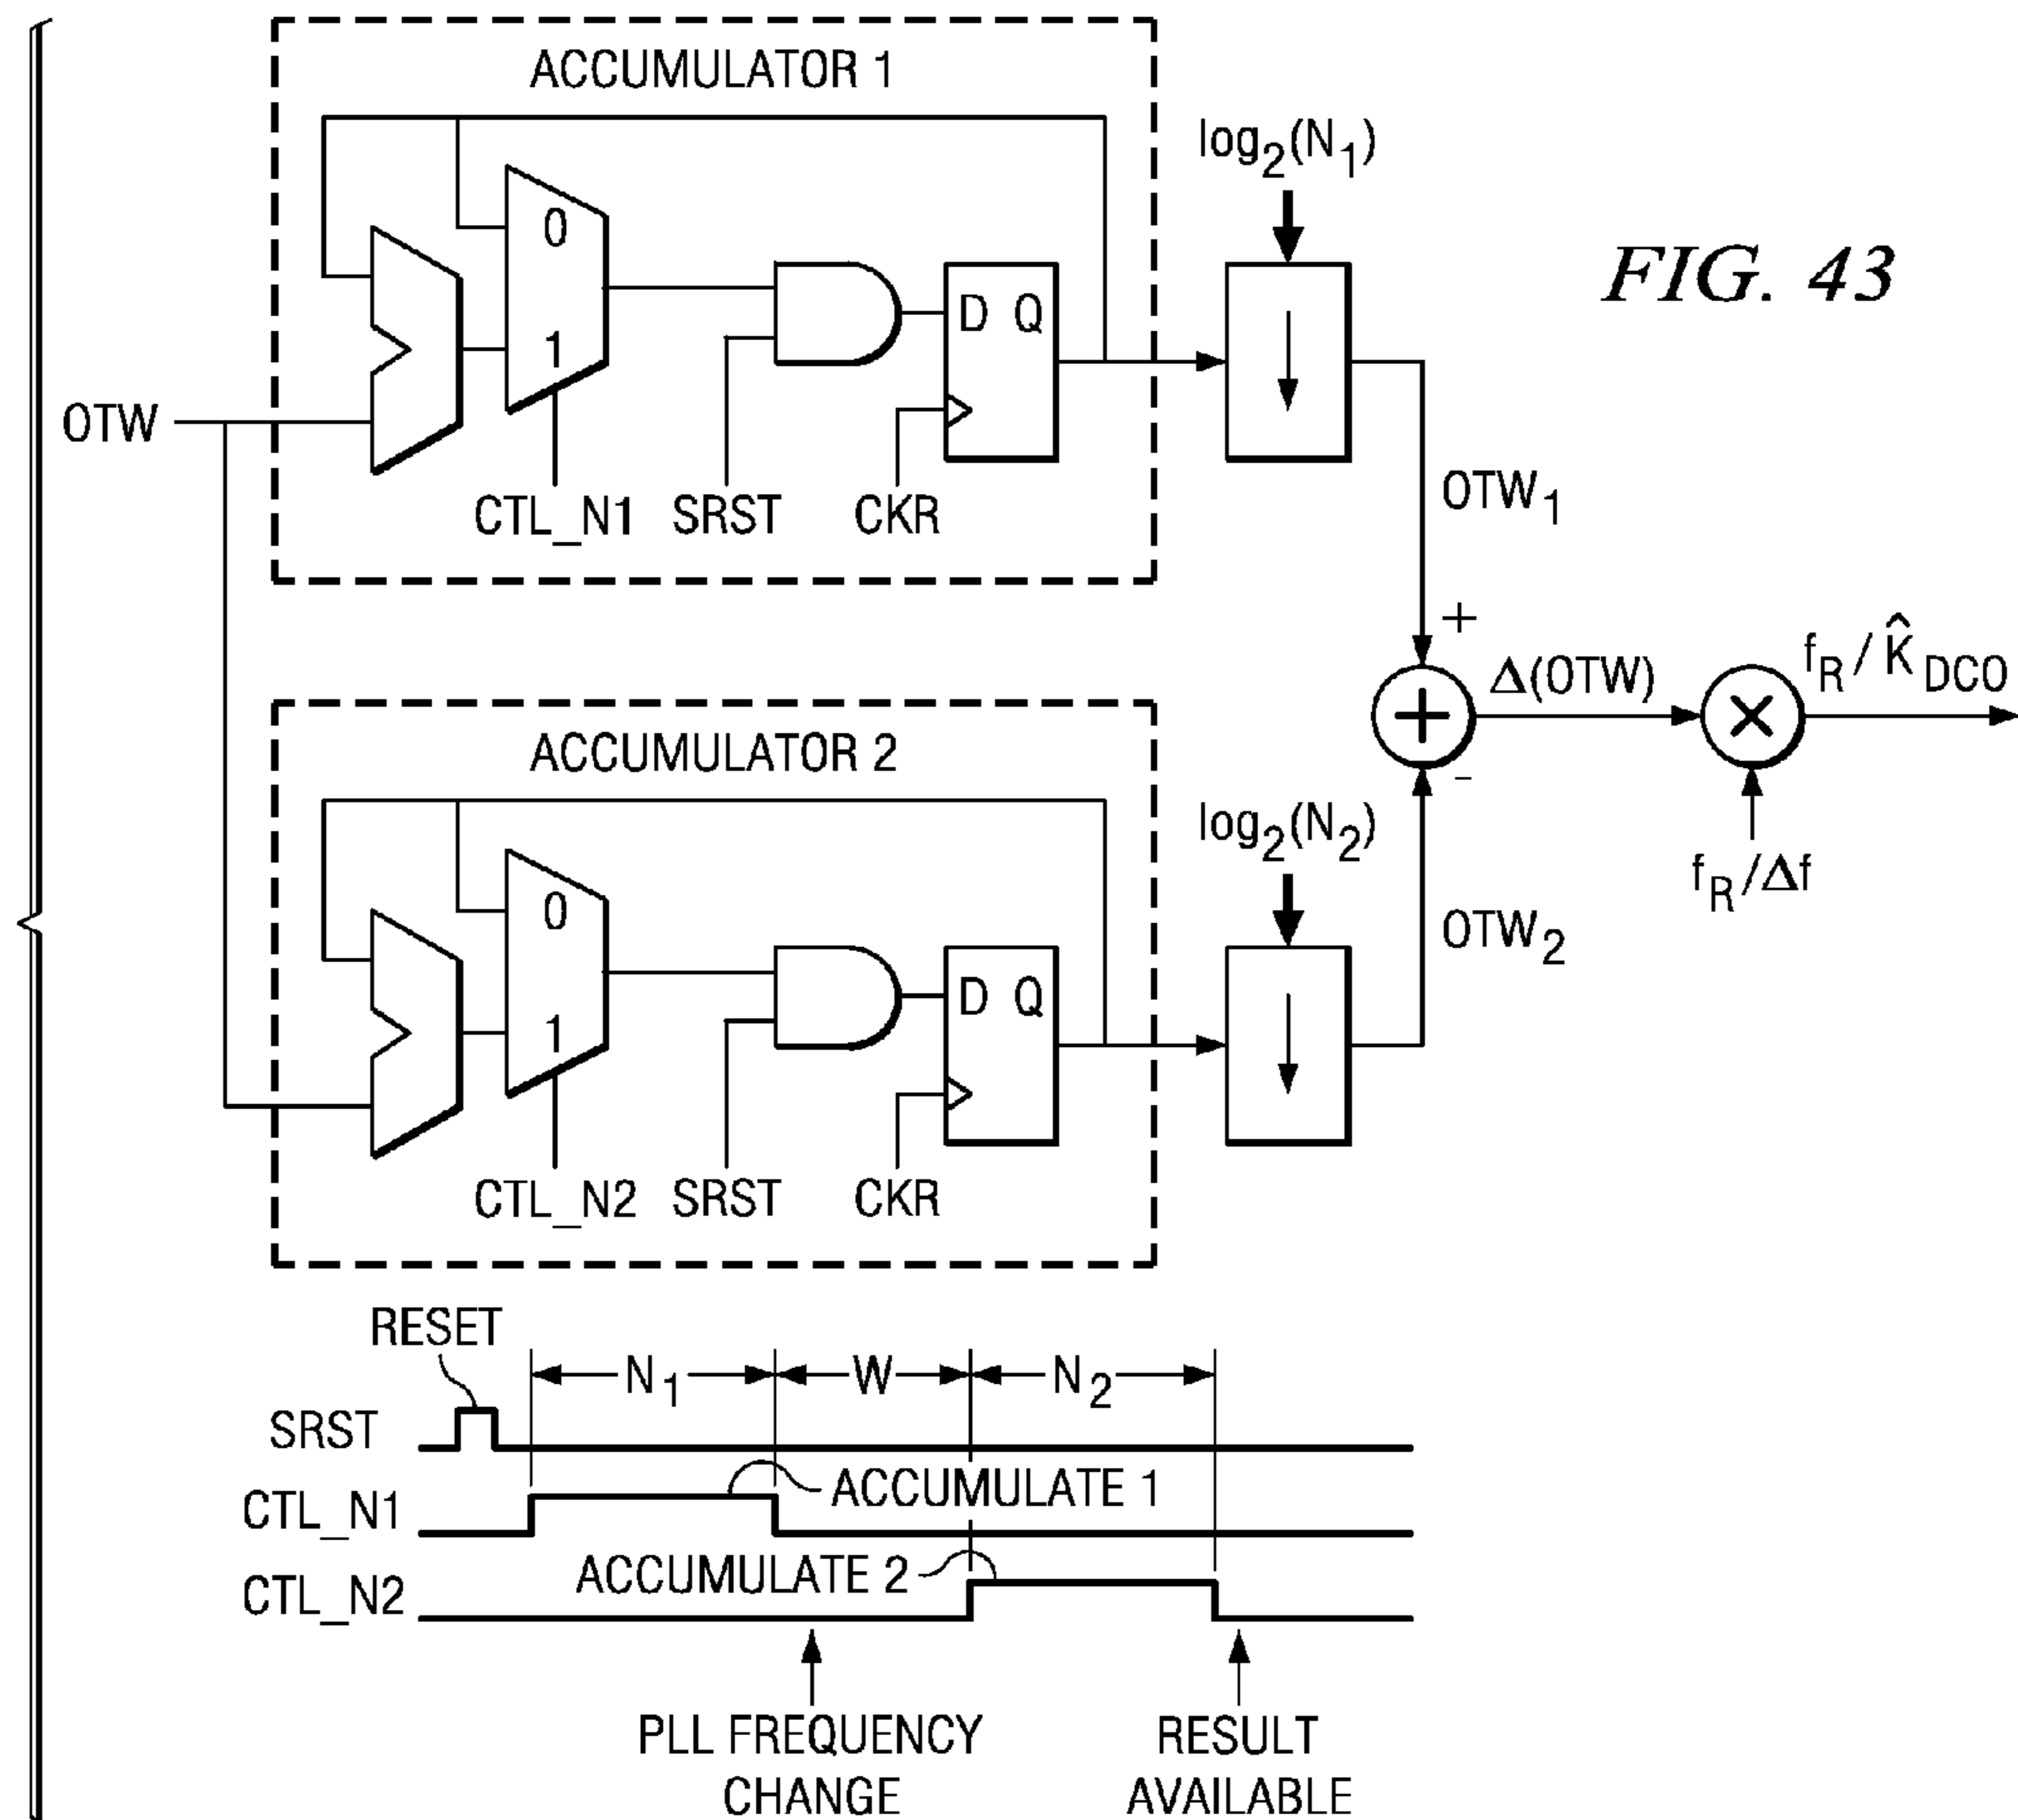 ACCUMULATOR 1
log2(N1)
FIG. 43
0
1
D Q
OTW
CTL_N1
SRST
CKR
OTW1
+
Δ(OTW)
fR / K̂DCO
-
fR/Δf
ACCUMULATOR 2
log2(N2)
0
1
D Q
OTW2
CTL_N2
SRST
CKR
RESET
N1
W
N2
SRST
ACCUMULATE 1
CTL_N1
ACCUMULATE 2
CTL_N2
PLL FREQUENCY
CHANGE
RESULT
AVAILABLE